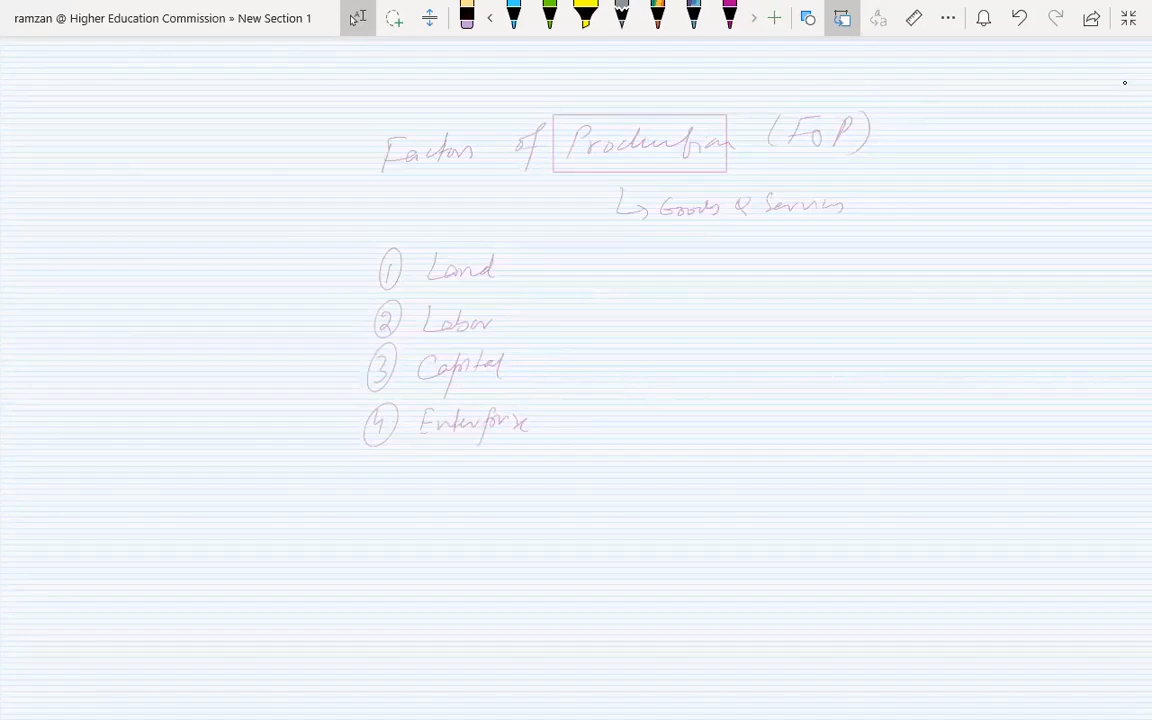 ramzan @ Higher Education Commission » New Section 1
Factors of Production (FOP)
↳ Goods & Services
① Land
② Labor
③ Capital
④ Enterprise